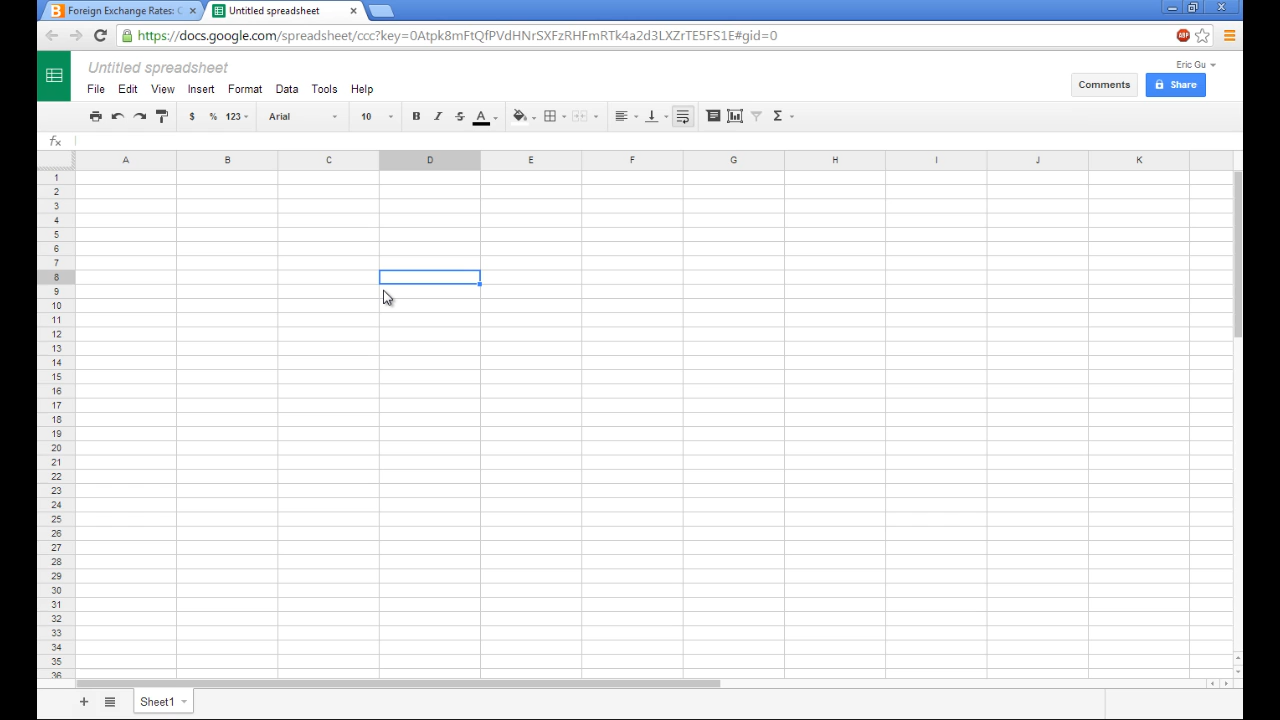 Foreign Exchange Rates: C
Untitled spreadsheet
https://docs.google.com/spreadsheet/ccc?key=0Atpk8mFtQfPVdHNrSXFzRHFmRTk4a2d3LXZrTE5FS1E#gid=0
ABP
Untitled spreadsheet
Eric Gu
File Edit View Insert Format Data Tools Help
Comments
Share
$ % 123 Arial 10 B I S A Σ
fx
A B C D E F G H I J K
1
2
3
4
5
6
7
8
9
10
11
12
13
14
15
16
17
18
19
20
21
22
23
24
25
26
27
28
29
30
31
32
33
34
35
36
+ Sheet1